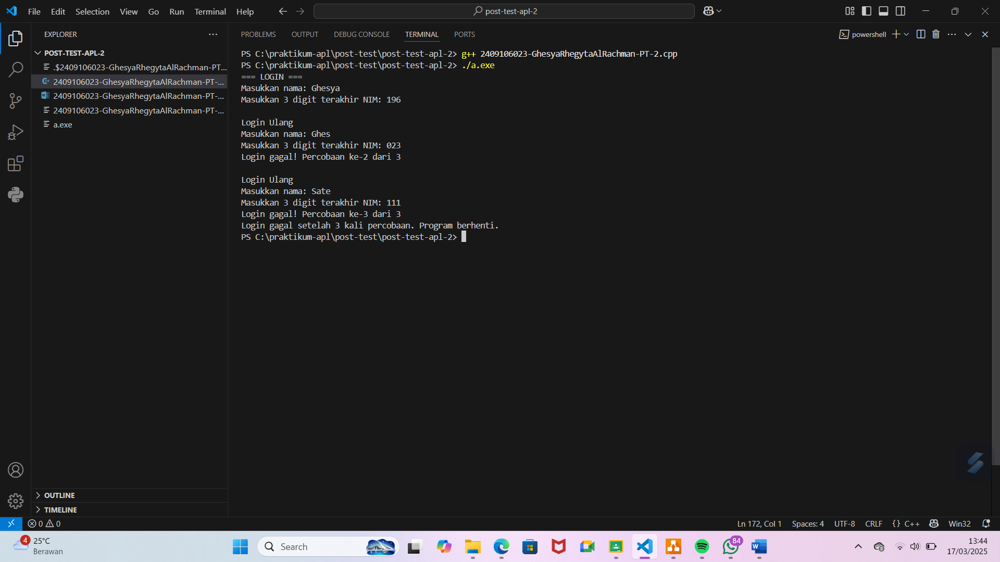 File Edit Selection View Go Run Terminal Help
post-test-apl-2
EXPLORER
POST-TEST-APL-2
.$2409106023-GhesyaRhegytaAlRachman-PT...
2409106023-GhesyaRhegytaAlRachman-PT-...
2409106023-GhesyaRhegytaAlRachman-PT-...
2409106023-GhesyaRhegytaAlRachman-PT-...
a.exe
OUTLINE
TIMELINE
PROBLEMS OUTPUT DEBUG CONSOLE TERMINAL PORTS
powershell
PS C:\praktikum-apl\post-test\post-test-apl-2> g++ 2409106023-GhesyaRhegytaAlRachman-PT-2.cpp
PS C:\praktikum-apl\post-test\post-test-apl-2> ./a.exe
=== LOGIN ===
Masukkan nama: Ghesya
Masukkan 3 digit terakhir NIM: 196
Login Ulang
Masukkan nama: Ghes
Masukkan 3 digit terakhir NIM: 023
Login gagal! Percobaan ke-2 dari 3
Login Ulang
Masukkan nama: Sate
Masukkan 3 digit terakhir NIM: 111
Login gagal! Percobaan ke-3 dari 3
Login gagal setelah 3 kali percobaan. Program berhenti.
PS C:\praktikum-apl\post-test\post-test-apl-2>
0 0
Ln 172, Col 1 Spaces: 4 UTF-8 CRLF {} C++ Win32
4
25°C
Berawan
Search
84
13:44
17/03/2025